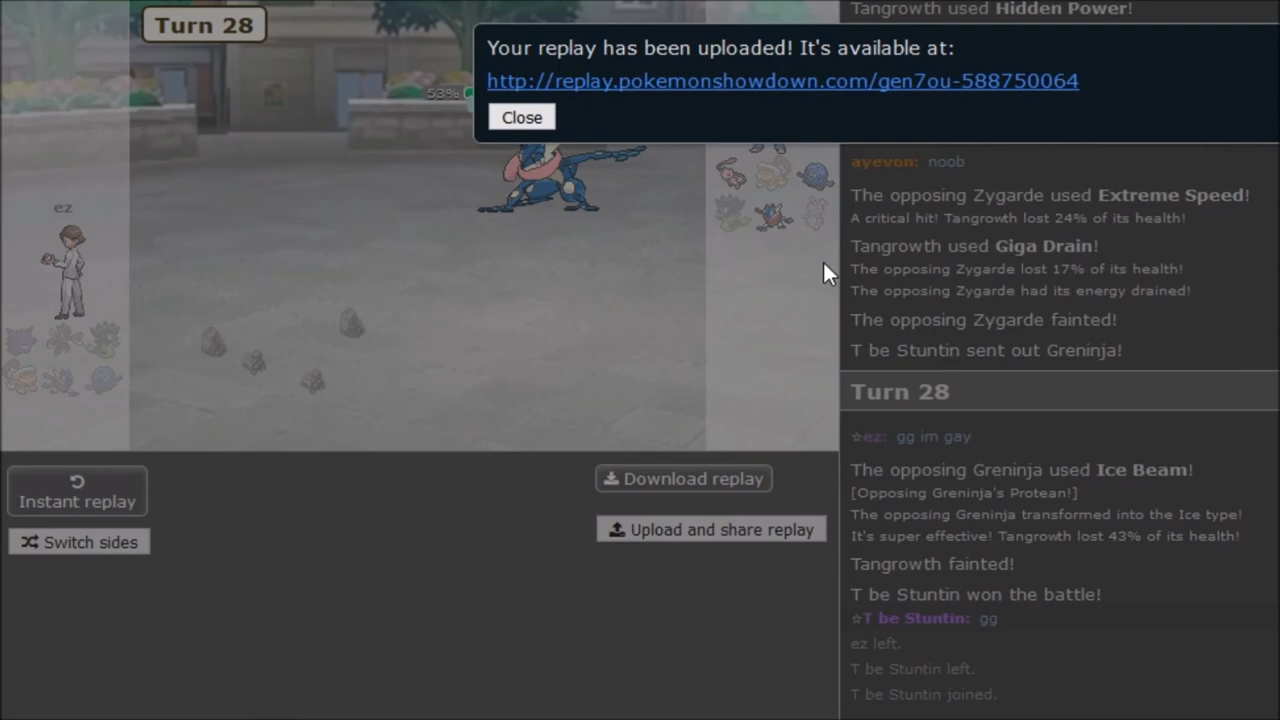 Turn 28
Tangrowth used Hidden Power!
Your replay has been uploaded! It's available at:
http://replay.pokemonshowdown.com/gen7ou-588750064
Close
53%
ez
ayevon: noob
The opposing Zygarde used Extreme Speed!
A critical hit! Tangrowth lost 24% of its health!
Tangrowth used Giga Drain!
The opposing Zygarde lost 17% of its health!
The opposing Zygarde had its energy drained!
The opposing Zygarde fainted!
T be Stuntin sent out Greninja!
Turn 28
☆ez: gg im gay
The opposing Greninja used Ice Beam!
[Opposing Greninja's Protean!]
The opposing Greninja transformed into the Ice type!
It's super effective! Tangrowth lost 43% of its health!
Tangrowth fainted!
T be Stuntin won the battle!
☆T be Stuntin: gg
ez left.
T be Stuntin left.
T be Stuntin joined.
Instant replay
Switch sides
Download replay
Upload and share replay